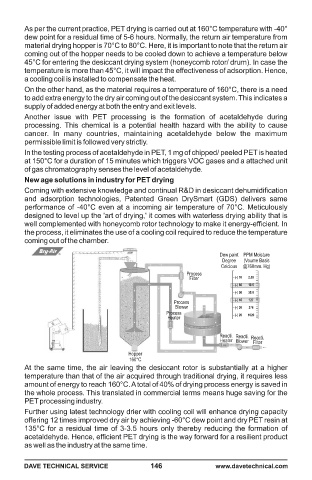 As per the current practice, PET drying is carried out at 160°C temperature with -40°
dew point for a residual time of 5-6 hours. Normally, the return air temperature from
material drying hopper is 70°C to 80°C. Here, it is important to note that the return air
coming out of the hopper needs to be cooled down to achieve a temperature below
45°C for entering the desiccant drying system (honeycomb rotor/ drum). In case the
temperature is more than 45°C, it will impact the effectiveness of adsorption. Hence,
a cooling coil is installed to compensate the heat.
On the other hand, as the material requires a temperature of 160°C, there is a need
to add extra energy to the dry air coming out of the desiccant system. This indicates a
supply of added energy at both the entry and exit levels.
Another issue with PET processing is the formation of acetaldehyde during
processing. This chemical is a potential health hazard with the ability to cause
cancer. In many countries, maintaining acetaldehyde below the maximum
permissible limit is followed very strictly.
In the testing process of acetaldehyde in PET, 1 mg of chipped/ peeled PET is heated
at 150°C for a duration of 15 minutes which triggers VOC gases and a attached unit
of gas chromatography senses the level of acetaldehyde.
New age solutions in industry for PET drying
Coming with extensive knowledge and continual R&D in desiccant dehumidification
and adsorption technologies, Patented Green DrySmart (GDS) delivers same
performance of -40°C even at a incoming air temperature of 70°C. Meticulously
designed to level up the 'art of drying,' it comes with waterless drying ability that is
well complemented with honeycomb rotor technology to make it energy-efficient. In
the process, it eliminates the use of a cooling coil required to reduce the temperature
coming out of the chamber.
Dry-Air
Dew point PPM Moisture
Degree (Volume Basis
Celcious @760mm. Hg)
Process
Filter
Process
Blower
Process
Heater
React. React. React.
Heater Blower Filter
Hopper
160°C
At the same time, the air leaving the desiccant rotor is substantially at a higher
temperature than that of the air acquired through traditional drying, it requires less
amount of energy to reach 160°C. A total of 40% of drying process energy is saved in
the whole process. This translated in commercial terms means huge saving for the
PET processing industry.
Further using latest technology drier with cooling coil will enhance drying capacity
offering 12 times improved dry air by achieving -60°C dew point and dry PET resin at
135°C for a residual time of 3-3.5 hours only thereby reducing the formation of
acetaldehyde. Hence, efficient PET drying is the way forward for a resilient product
as well as the industry at the same time.
DAVE TECHNICAL SERVICE 146 www.davetechnical.com